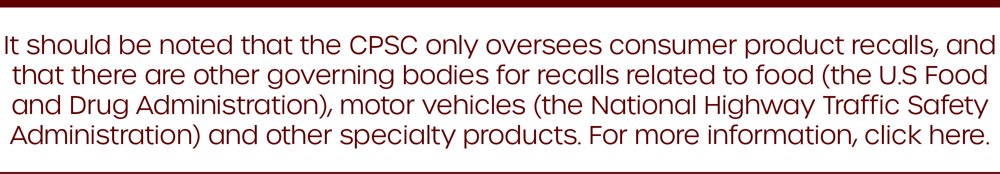 It should be noted that the CPSC only oversees consumer product recalls, and
that there are other governing bodies for recalls related to food (the U.S Food
and Drug Administration), motor vehicles (the National Highway Traffic Safety
Administration) and other specialty products. For more information, click here.